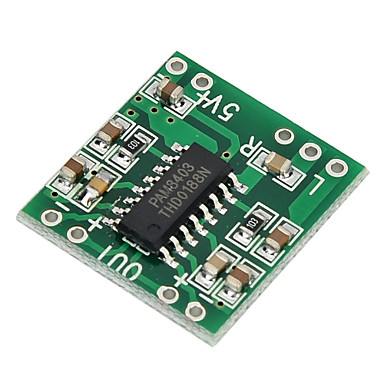 5V+
103
R
L
PAM8403
THD0188N
- +
103
OUT
+ -